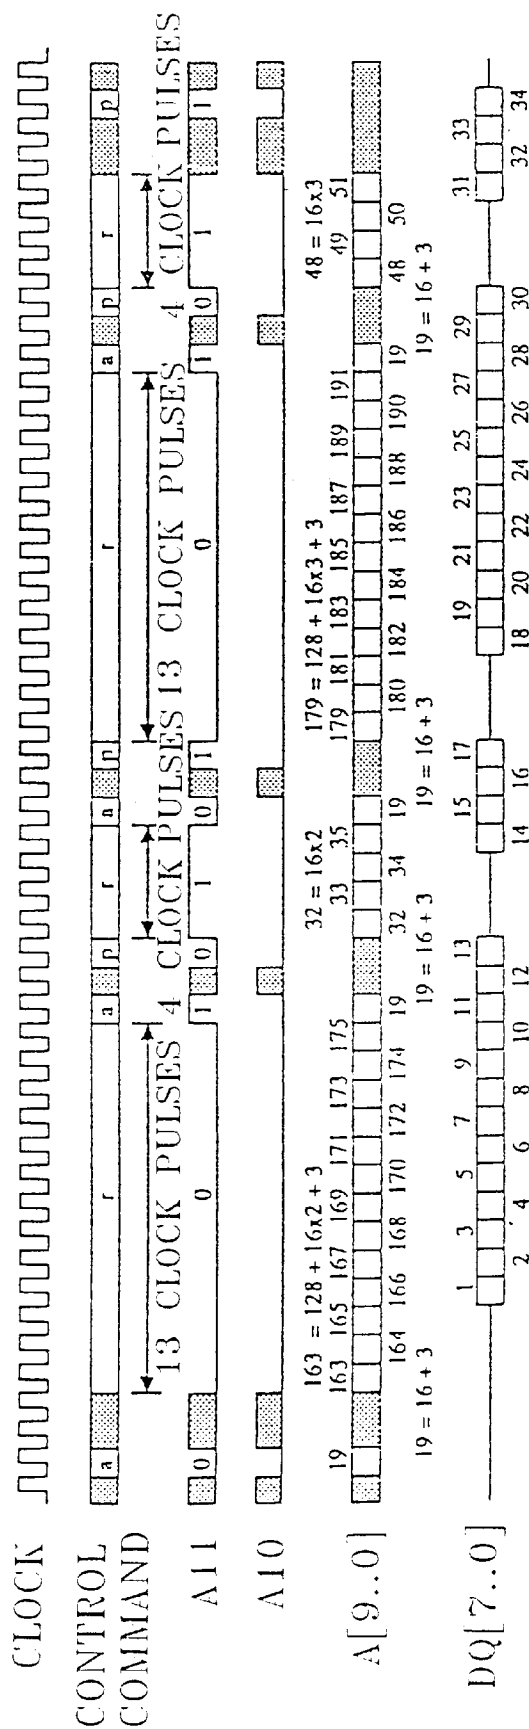 CLOCK
CONTROL
COMMAND
a r a p r a p r a p r p
13 CLOCK PULSES 4 CLOCK PULSES 13 CLOCK PULSES 4 CLOCK PULSES
A11
0 0 1 0 1 0 1 0 1 0 1 1
A10
163 = 128 + 16x2 + 3 32 = 16x2 179 = 128 + 16x3 + 3 48 = 16x3
19 163 165 167 169 171 173 175 33 35 179 181 183 185 187 189 191 49 51
A[9..0]
164 166 168 170 172 174 19 32 34 19 180 182 184 186 188 190 19 48 50
19 = 16 + 3 19 = 16 + 3 19 = 16 + 3 19 = 16 + 3
1 3 5 7 9 11 13 15 17 19 21 23 25 27 29 31 33
DQ[7..0]
2 4 6 8 10 12 14 16 18 20 22 24 26 28 30 32 34